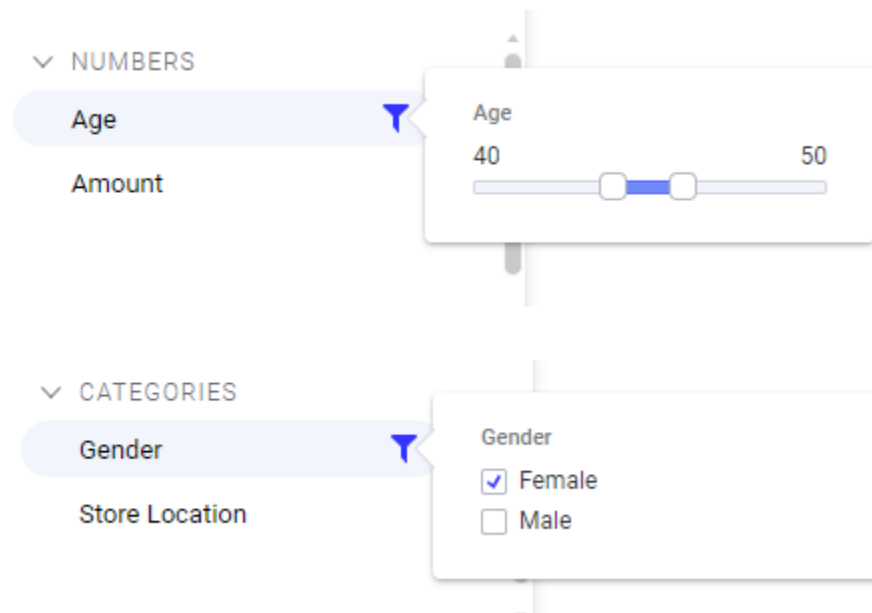 NUMBERS
Age
Amount
Age
40 50
CATEGORIES
Gender
Store Location
Gender
Female
Male